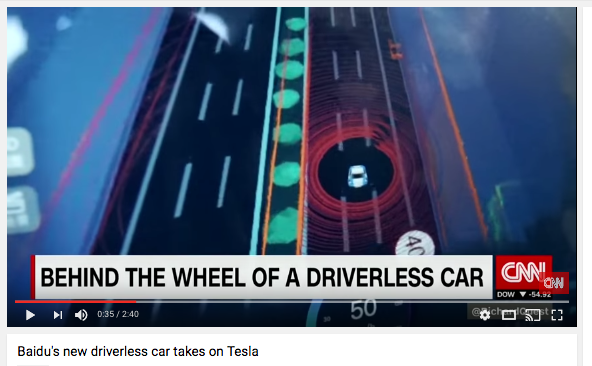 40
BEHIND THE WHEEL OF A DRIVERLESS CAR
CNN
CNN
DOW ▼ -54.92
50
@RichardQuest
0:35 / 2:40
Baidu's new driverless car takes on Tesla